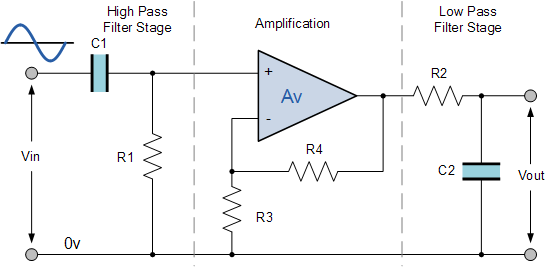 High Pass
Filter Stage
Amplification
Low Pass
Filter Stage
C1
+
R2
Av
-
R4
Vin
R1
C2
Vout
R3
0v